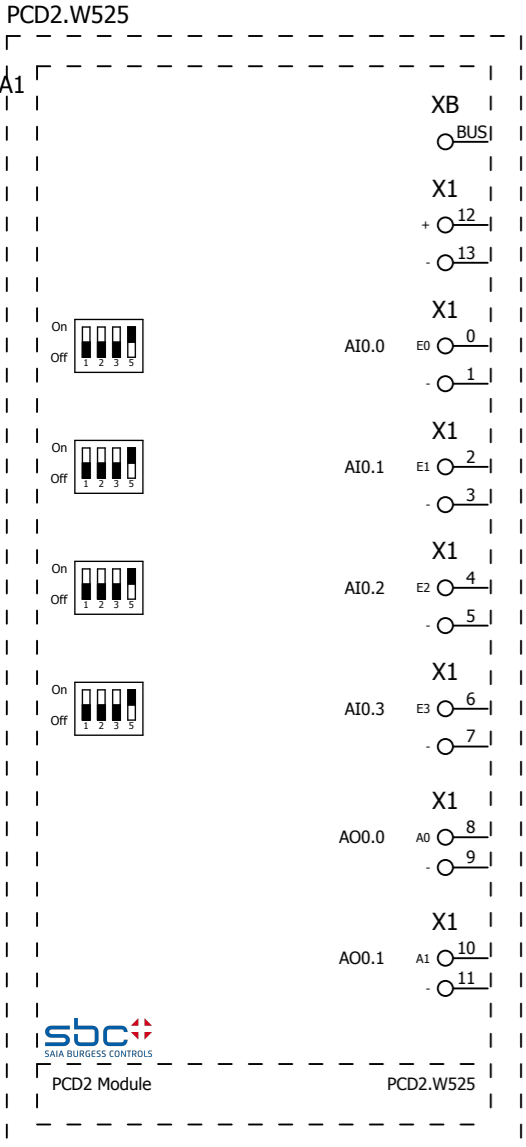 PCD2.W525
A1
XB
BUS
X1
+ 12
- 13
X1
On
AI0.0 E0 0
Off
1 2 3 5
- 1
X1
On
AI0.1 E1 2
Off
1 2 3 5
- 3
X1
On
AI0.2 E2 4
Off
1 2 3 5
- 5
X1
On
AI0.3 E3 6
Off
1 2 3 5
- 7
X1
AO0.0 A0 8
- 9
X1
AO0.1 A1 10
- 11
sbc
SAIA BURGESS CONTROLS
PCD2 Module PCD2.W525